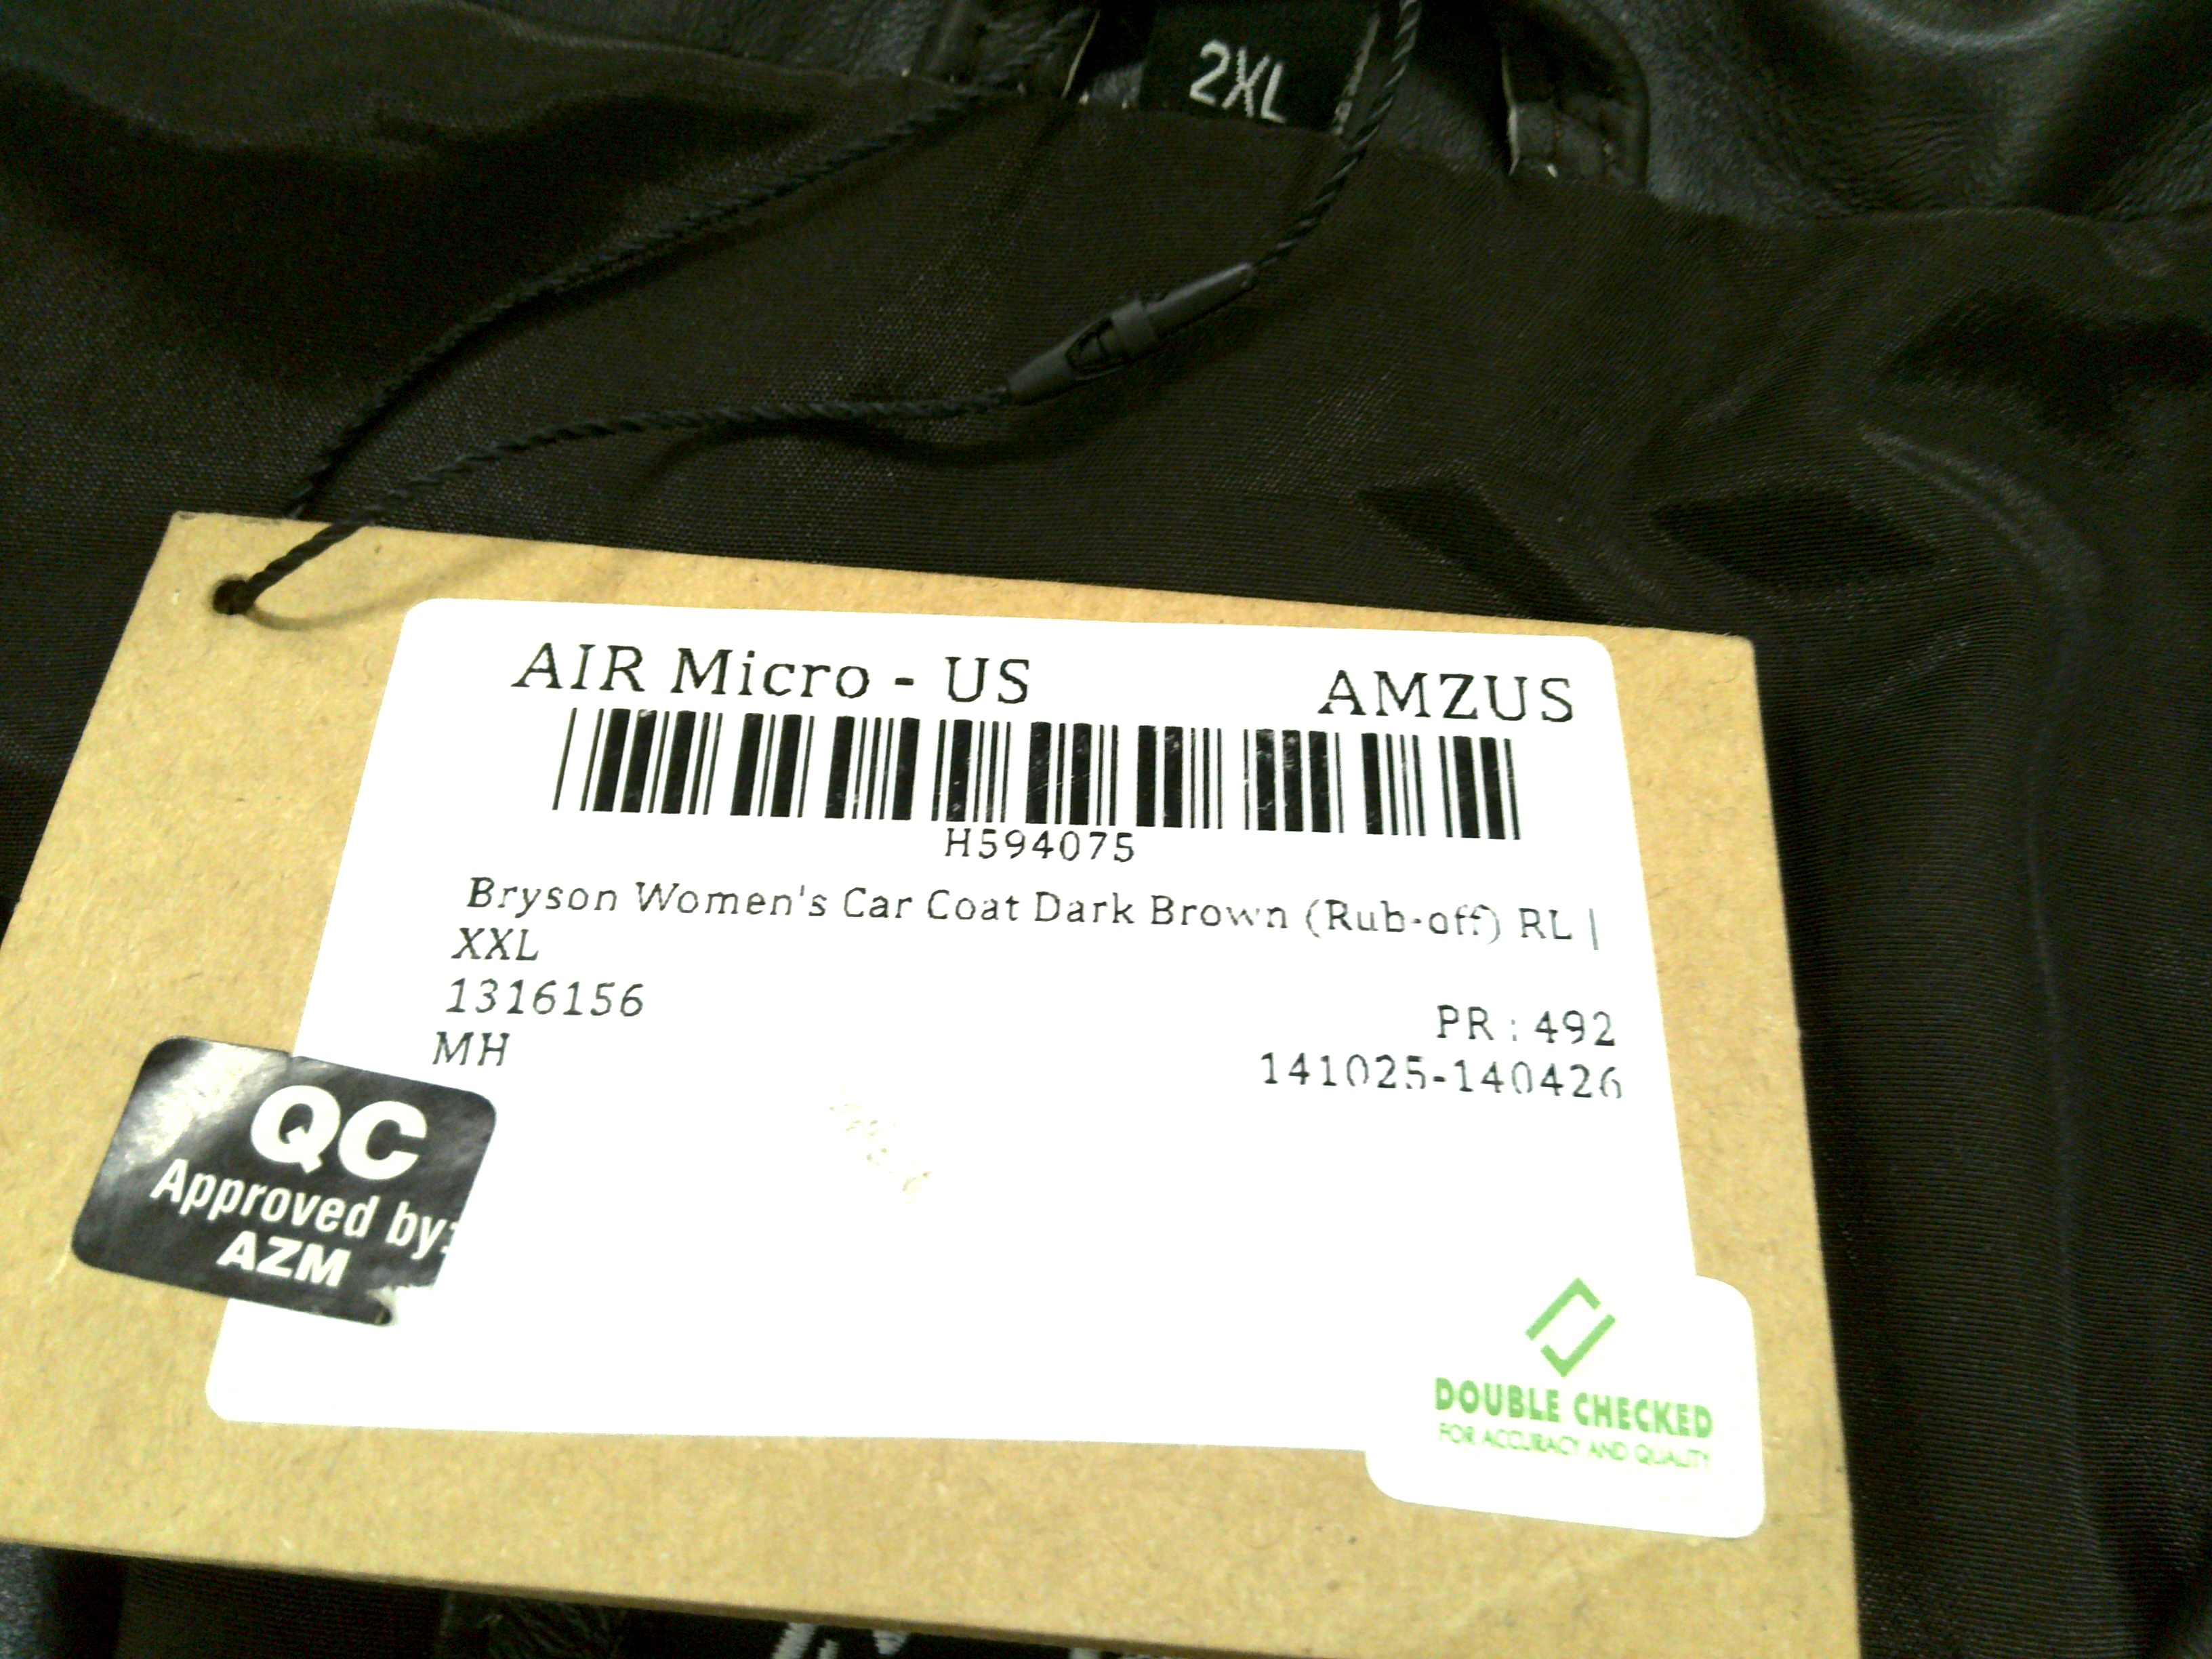 2XL
AIR Micro - US AMZUS
H594075
Bryson Women's Car Coat Dark Brown (Rub-off) RL |
XXL
1316156
PR : 492
MH
141025-140426
QC
Approved by:
AZM
DOUBLE CHECKED
FOR ACCURACY AND QUALITY